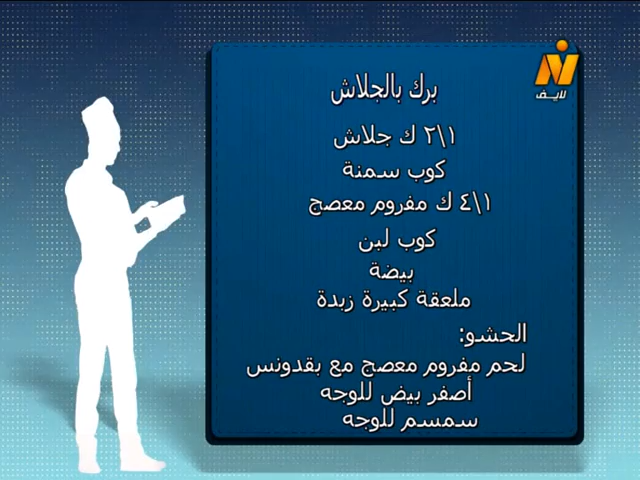 لايف
برك بالجلاش
١\٢ ك جلاش
كوب سمنة
١\٤ ك مفروم معصج
كوب لبن
بيضة
ملعقة كبيرة زبدة
الحشو:
لحم مفروم معصج مع بقدونس
أصفر بيض للوجه
سمسم للوجه